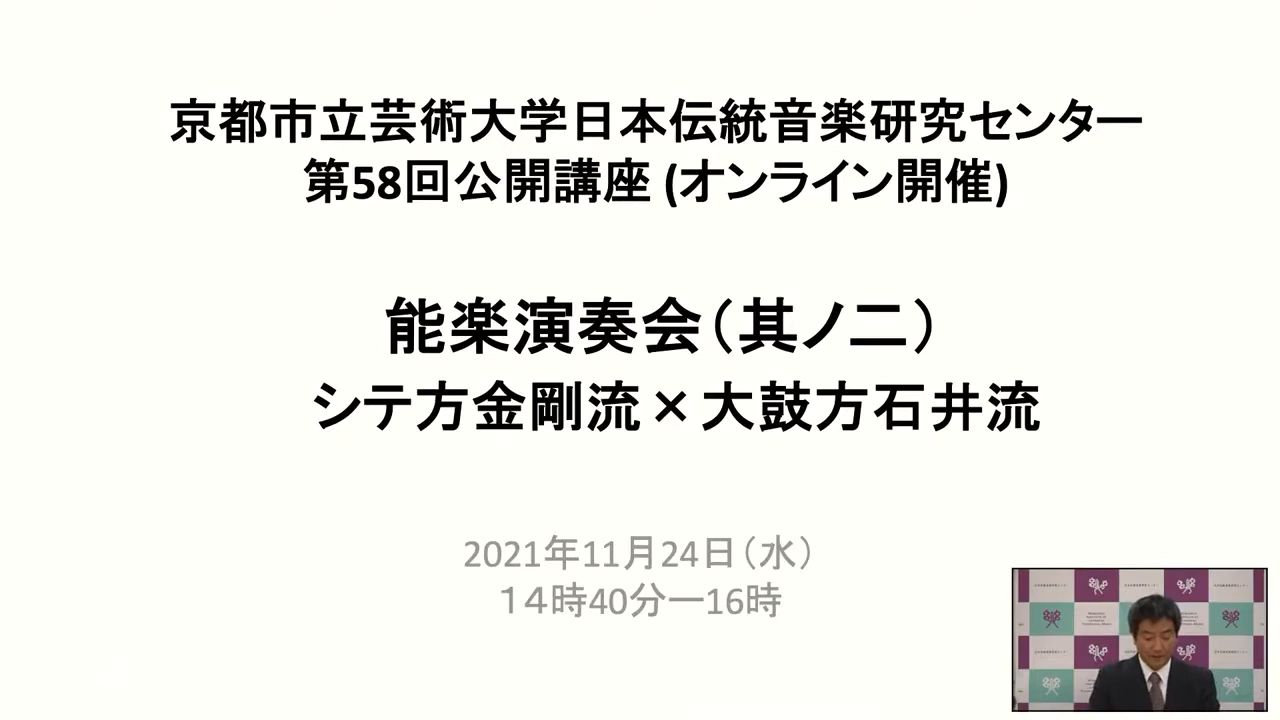 京都市立芸術大学日本伝統音楽研究センター
第58回公開講座 (オンライン開催)
能楽演奏会（其ノ二）
シテ方金剛流×大鼓方石井流
2021年11月24日（水）
１４時40分ー16時